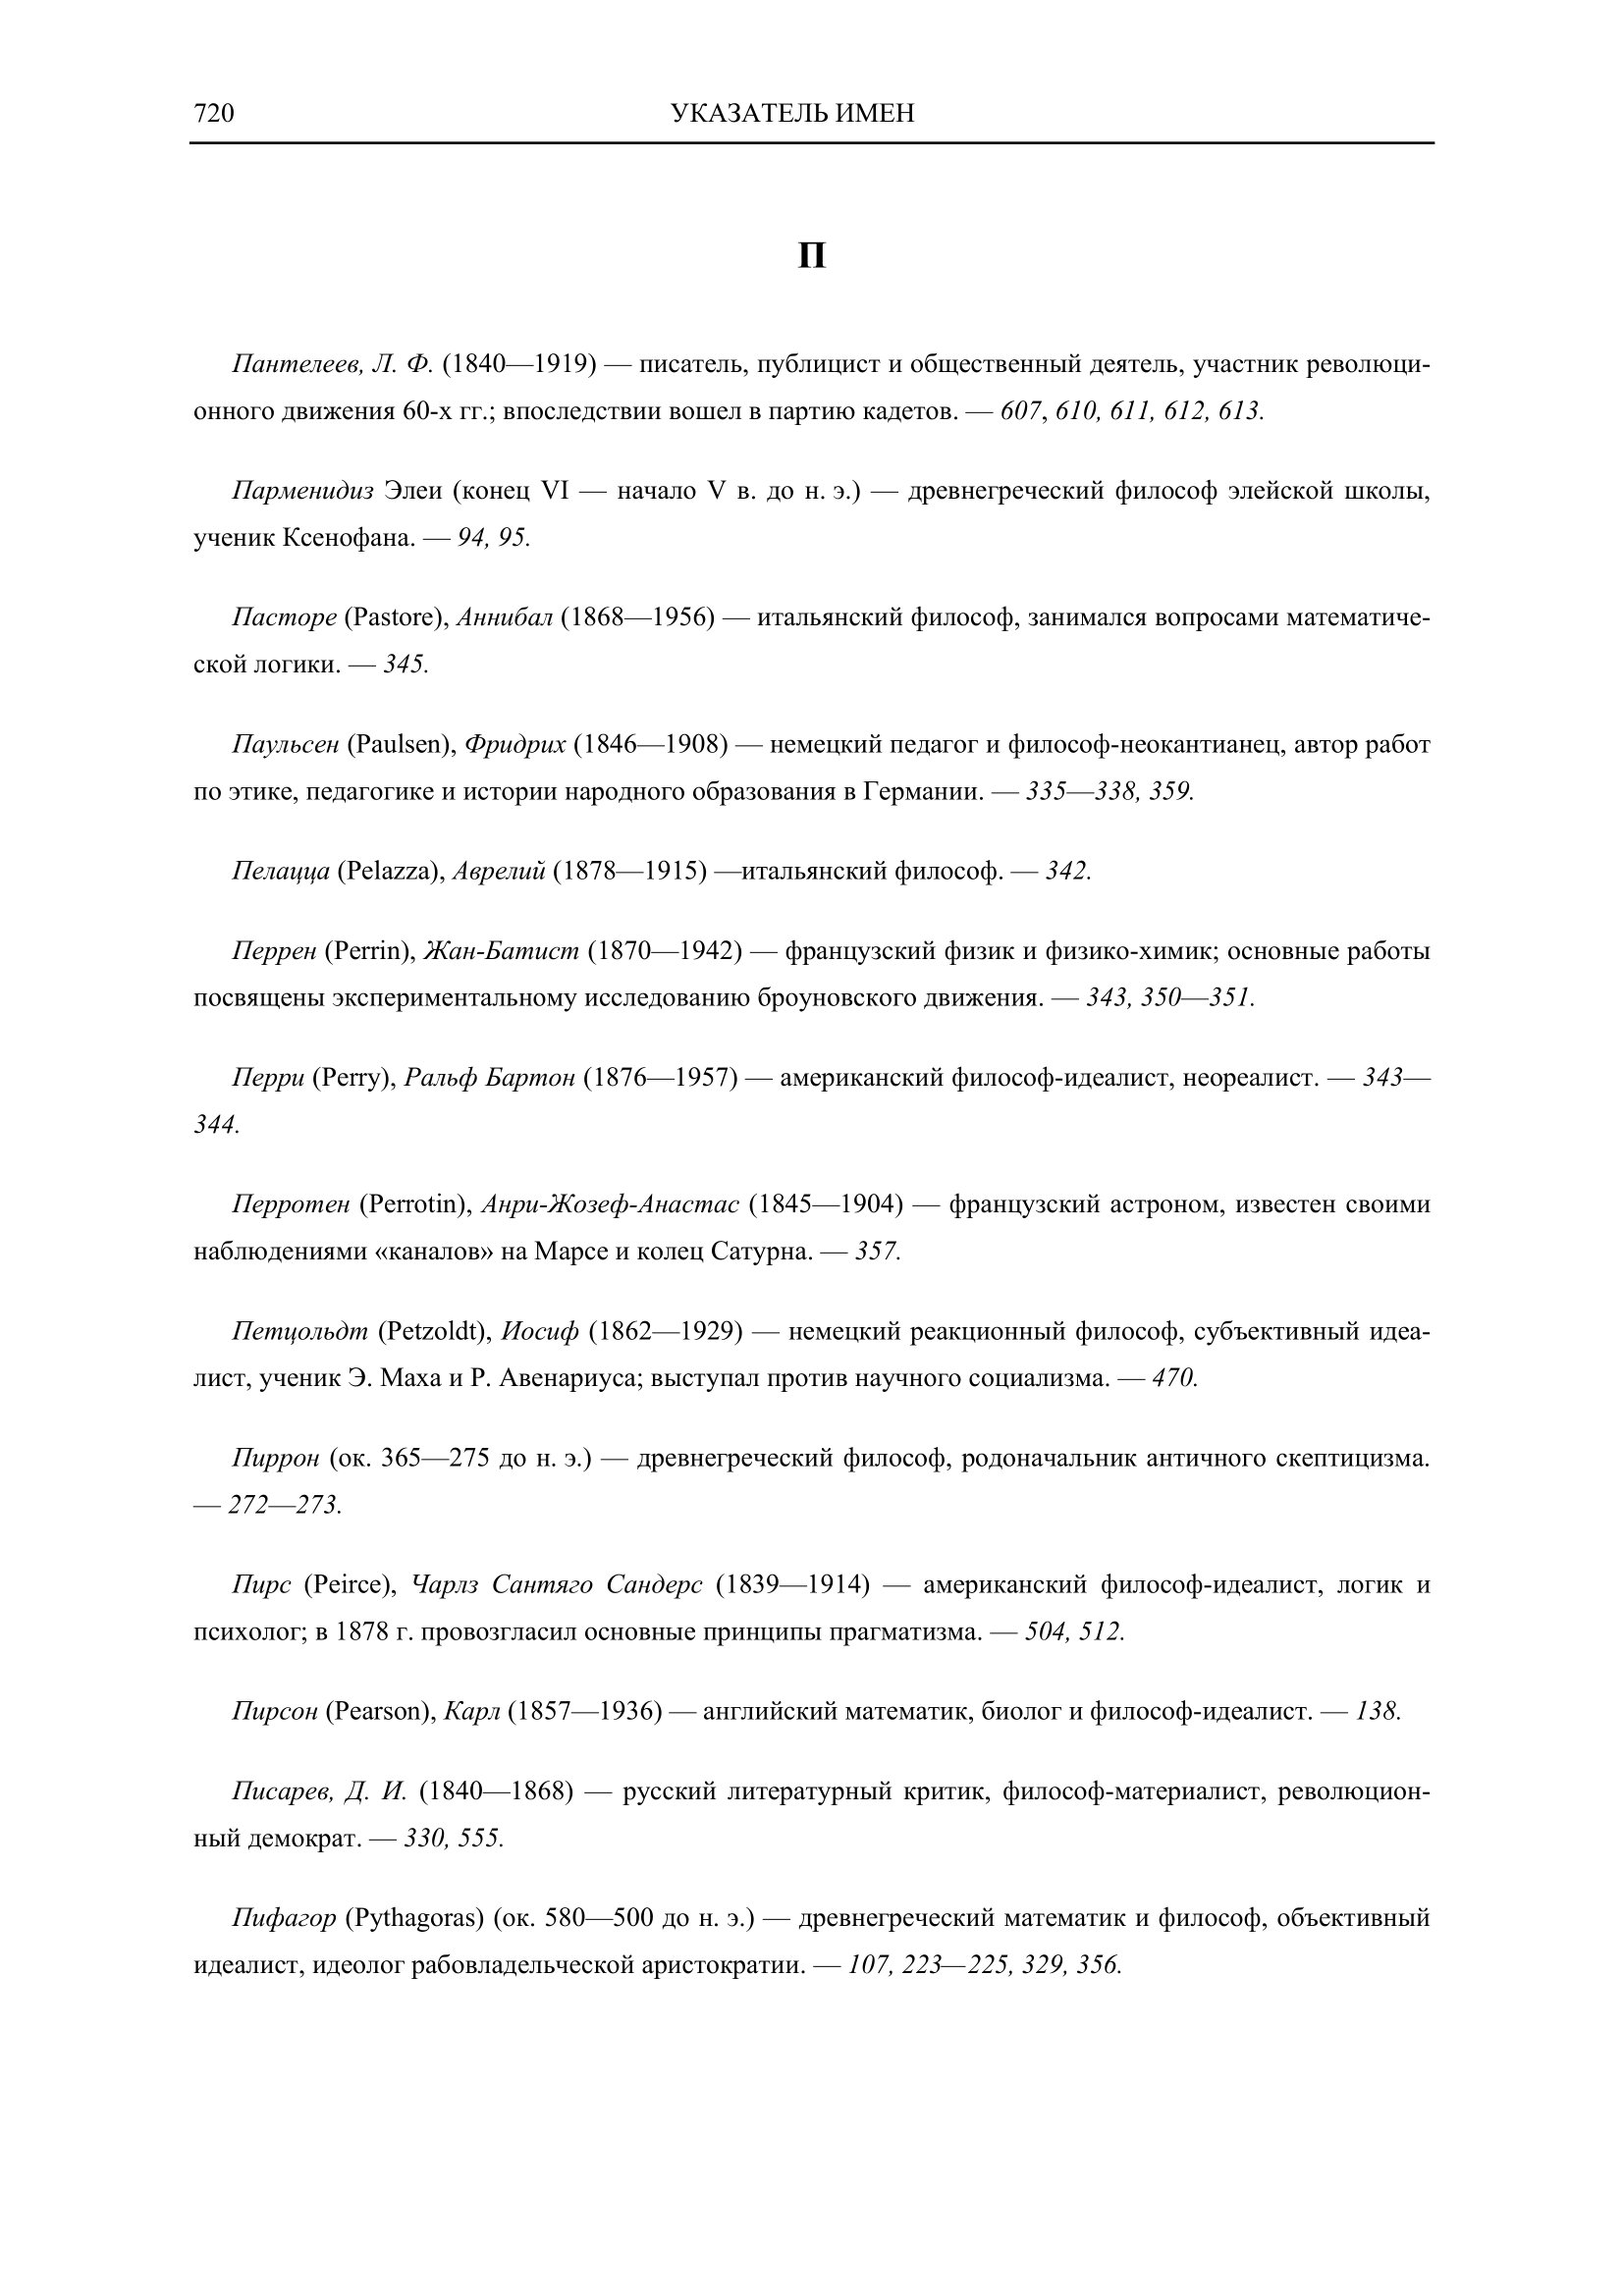 720 УКАЗАТЕЛЬ ИМЕН
П
Пантелеев, Л. Ф. (1840—1919) — писатель, публицист и общественный деятель, участник революци-
онного движения 60-х гг.; впоследствии вошел в партию кадетов. — 607, 610, 611, 612, 613.
Парменидиз Элеи (конец VI — начало V в. до н. э.) — древнегреческий философ элейской школы,
ученик Ксенофана. — 94, 95.
Пасторе (Pastore), Аннибал (1868—1956) — итальянский философ, занимался вопросами математиче-
ской логики. — 345.
Паульсен (Paulsen), Фридрих (1846—1908) — немецкий педагог и философ-неокантианец, автор работ
по этике, педагогике и истории народного образования в Германии. — 335—338, 359.
Пелацца (Pelazza), Аврелий (1878—1915) —итальянский философ. — 342.
Перрен (Perrin), Жан-Батист (1870—1942) — французский физик и физико-химик; основные работы
посвящены экспериментальному исследованию броуновского движения. — 343, 350—351.
Перри (Perry), Ральф Бартон (1876—1957) — американский философ-идеалист, неореалист. — 343—
344.
Перротен (Perrotin), Анри-Жозеф-Анастас (1845—1904) — французский астроном, известен своими
наблюдениями «каналов» на Марсе и колец Сатурна. — 357.
Петцольдт (Petzoldt), Иосиф (1862—1929) — немецкий реакционный философ, субъективный идеа-
лист, ученик Э. Маха и Р. Авенариуса; выступал против научного социализма. — 470.
Пиррон (ок. 365—275 до н. э.) — древнегреческий философ, родоначальник античного скептицизма.
— 272—273.
Пирс (Peirce), Чарлз Сантяго Сандерс (1839—1914) — американский философ-идеалист, логик и
психолог; в 1878 г. провозгласил основные принципы прагматизма. — 504, 512.
Пирсон (Pearson), Карл (1857—1936) — английский математик, биолог и философ-идеалист. — 138.
Писарев, Д. И. (1840—1868) — русский литературный критик, философ-материалист, революцион-
ный демократ. — 330, 555.
Пифагор (Pythagoras) (ок. 580—500 до н. э.) — древнегреческий математик и философ, объективный
идеалист, идеолог рабовладельческой аристократии. — 107, 223—225, 329, 356.